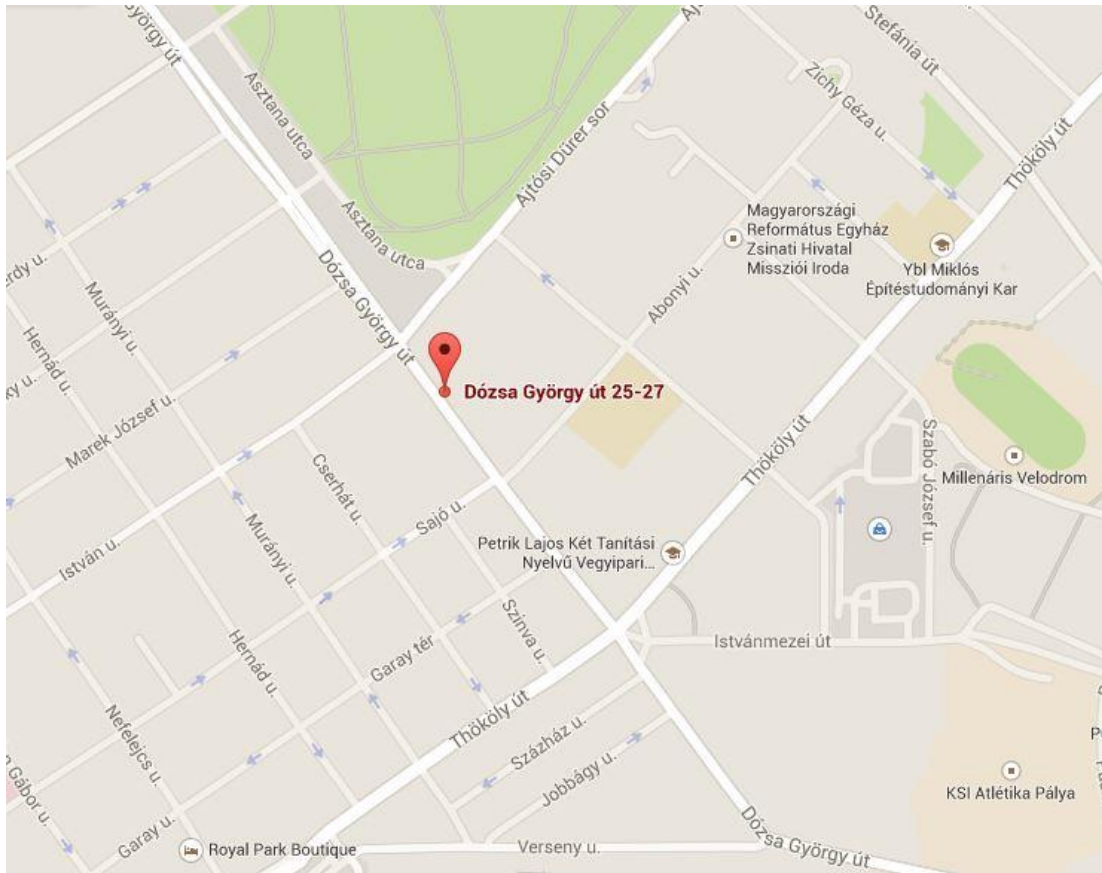 György út
Stefánia út
Zichy Géza u.
Thököly út
Asztana utca
Ajtósi Dürer sor
Asztana utca
Magyarországi
Református Egyház
Zsinati Hivatal
Missziói Iroda
Ybl Miklós
Építéstudományi Kar
Abonyi u.
Dózsa György út
Murányi u.
Hernád u.
Dózsa György út 25-27
Marek József u.
Cserhát u.
Thököly út
Szabó József u.
Millenáris Velodrom
Sajó u.
István u.
Murányi u.
Petrik Lajos Két Tanítási
Nyelvű Vegyipari...
Szinva u.
Istvánmezei út
Garay tér
Hernád u.
Nefelejcs u.
Thököly út
Százház u.
Jobbágy u.
Gábor u.
KSI Atlétika Pálya
Garay u.
Royal Park Boutique
Verseny u.
Dózsa György út